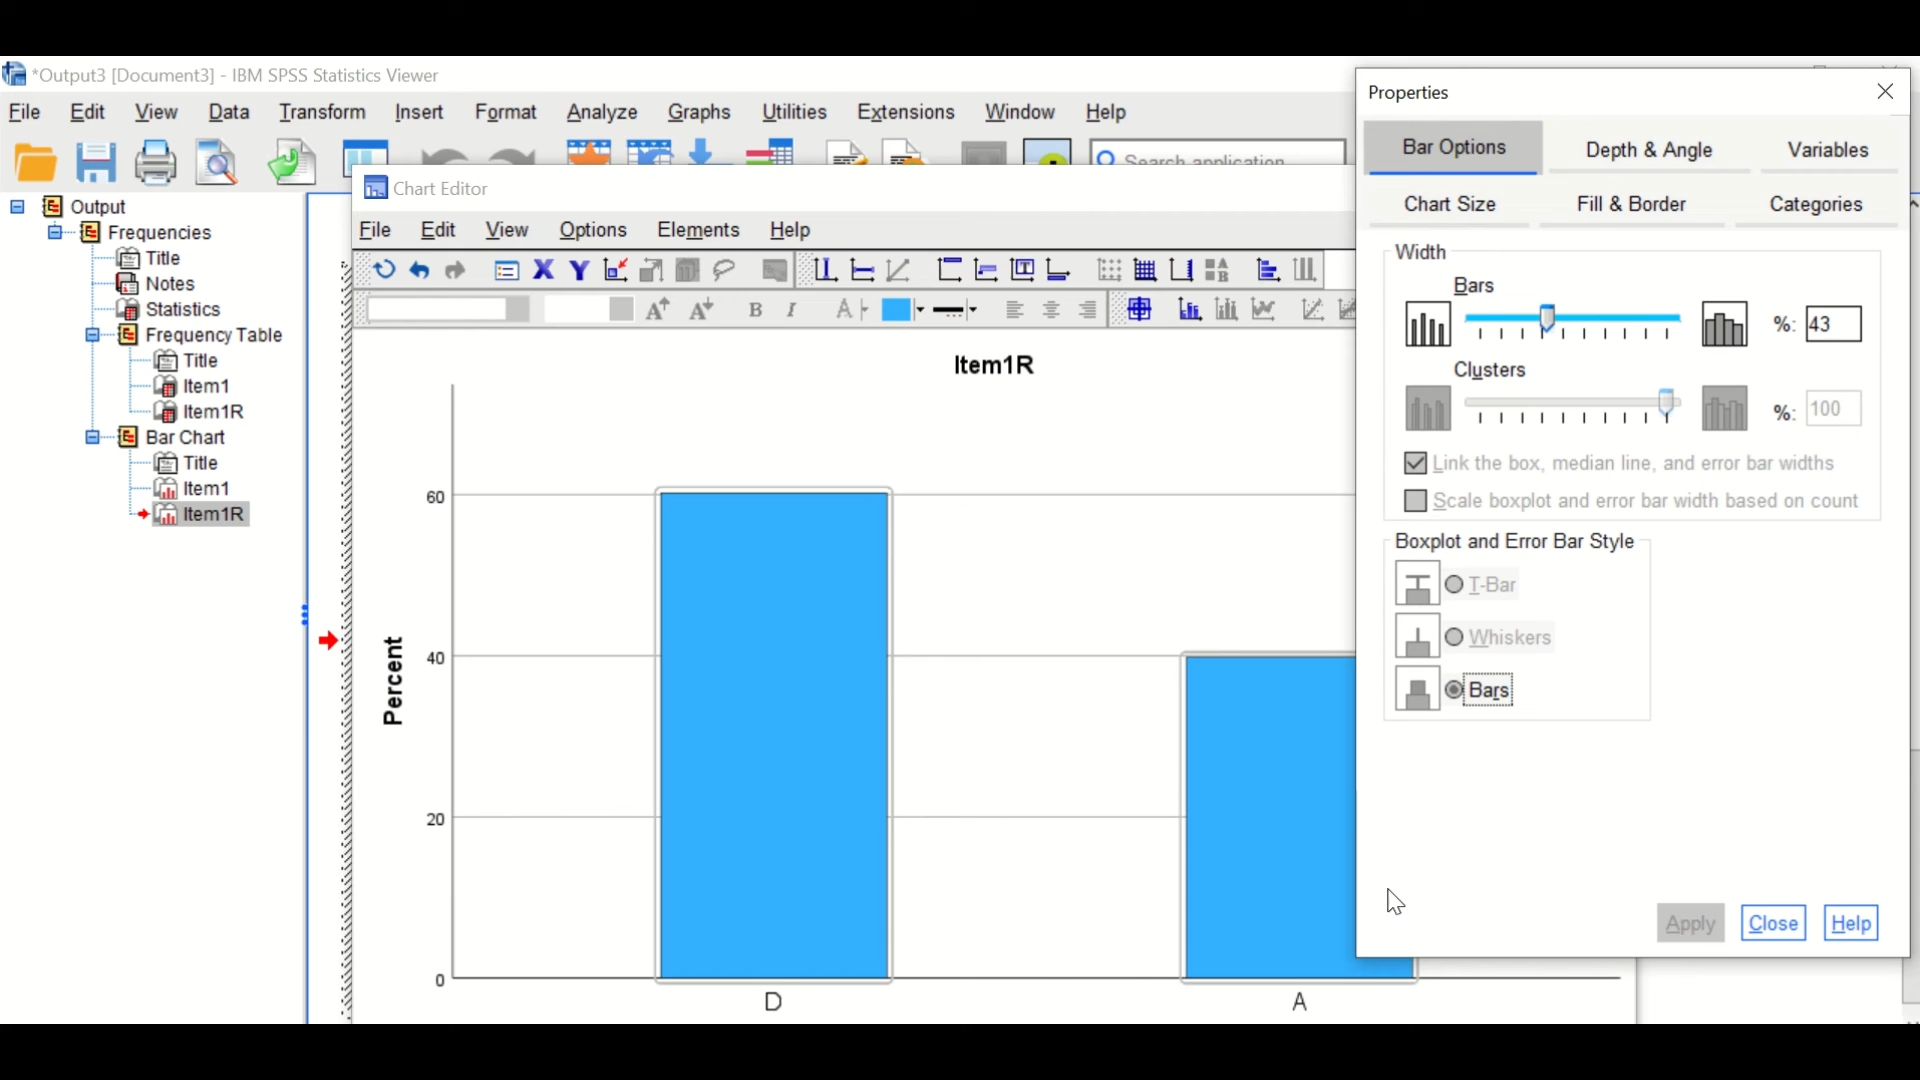 *Output3 [Document3] - IBM SPSS Statistics Viewer
File Edit View Data Transform Insert Format Analyze Graphs Utilities Extensions Window Help
Search application
Output
Frequencies
Title
Notes
Statistics
Frequency Table
Title
Item1
Item1R
Bar Chart
Title
Item1
Item1R
Chart Editor
File Edit View Options Elements Help
B I A
Item1R
Percent
60
40
20
0
D A
Properties
Bar Options Depth & Angle Variables
Chart Size Fill & Border Categories
Width
Bars
%: 43
Clusters
%: 100
Link the box, median line, and error bar widths
Scale boxplot and error bar width based on count
Boxplot and Error Bar Style
T-Bar
Whiskers
Bars
Apply Close Help